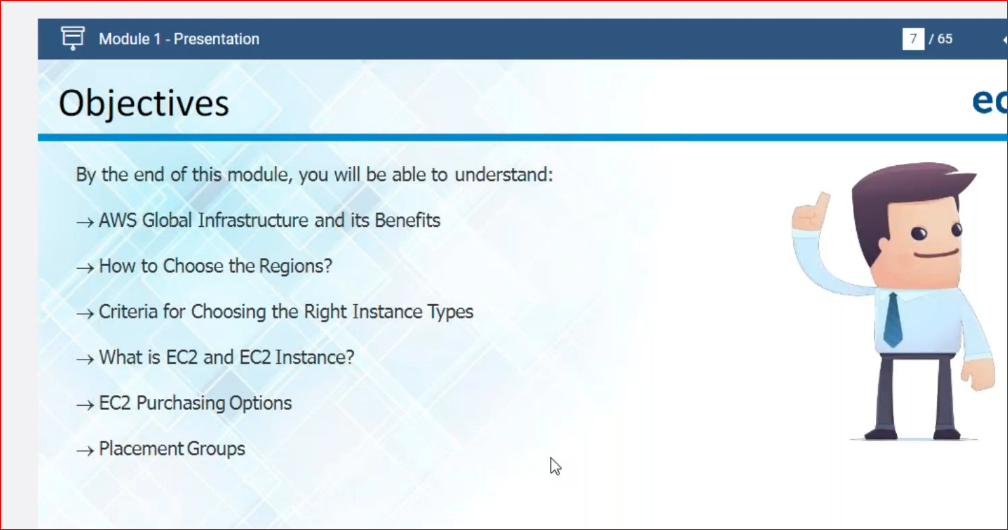 Module 1 - Presentation
7 / 65
Objectives
By the end of this module, you will be able to understand:
→ AWS Global Infrastructure and its Benefits
→ How to Choose the Regions?
→ Criteria for Choosing the Right Instance Types
→ What is EC2 and EC2 Instance?
→ EC2 Purchasing Options
→ Placement Groups